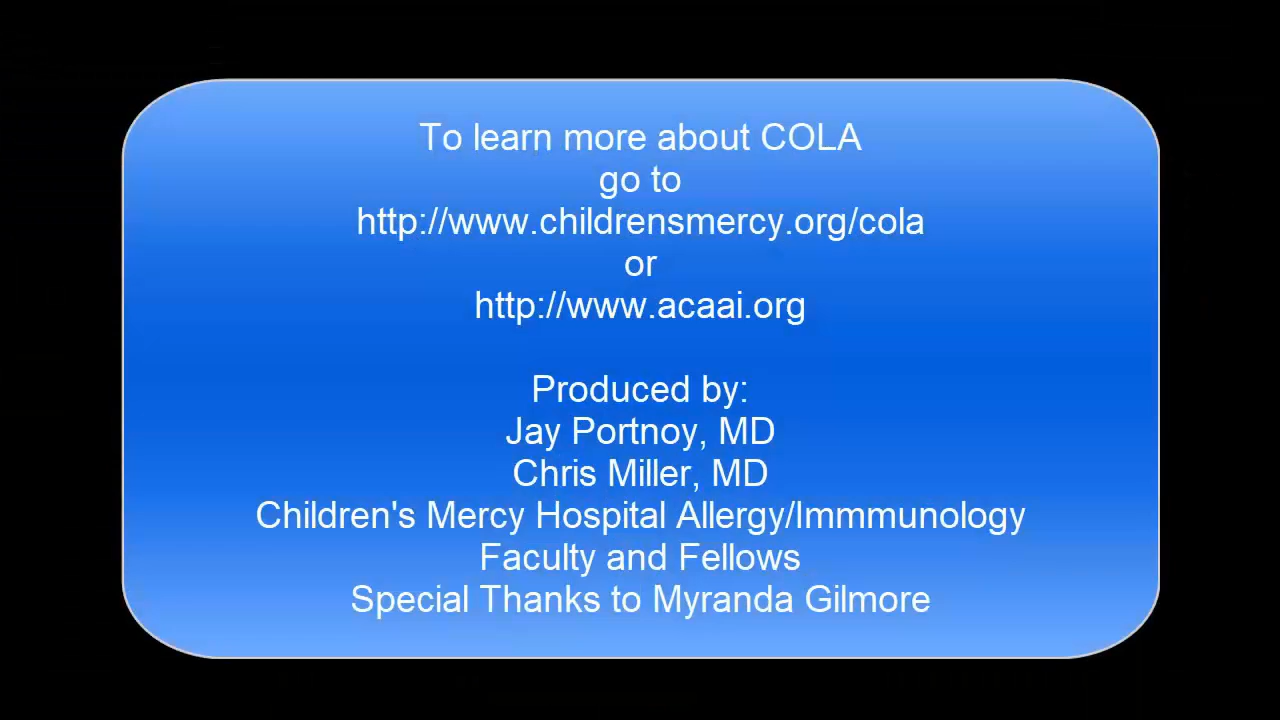 To learn more about COLA
go to
http://www.childrensmercy.org/cola
or
http://www.acaai.org
Produced by:
Jay Portnoy, MD
Chris Miller, MD
Children's Mercy Hospital Allergy/Immmunology
Faculty and Fellows
Special Thanks to Myranda Gilmore